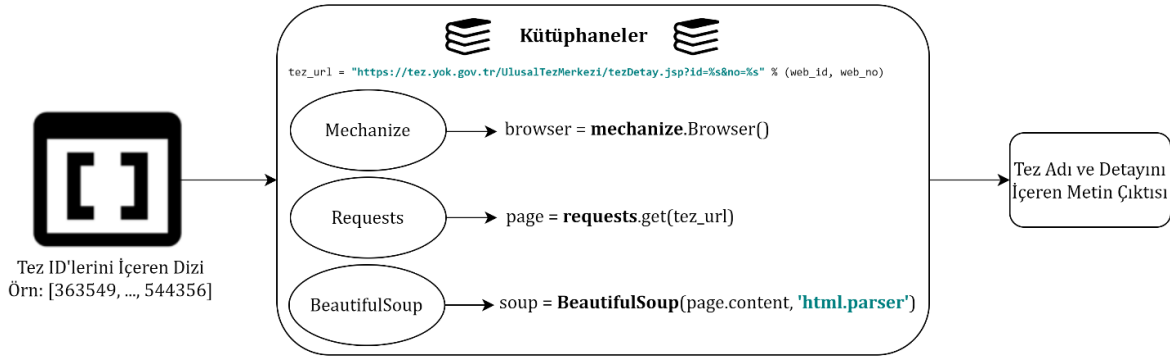 Kütüphaneler
tez_url = "https://tez.yok.gov.tr/UlusalTezMerkezi/tezDetay.jsp?id=%s&no=%s" % (web_id, web_no)
Mechanize
browser = mechanize.Browser()
Requests
page = requests.get(tez_url)
BeautifulSoup
soup = BeautifulSoup(page.content, 'html.parser')
Tez ID'lerini İçeren Dizi
Örn: [363549, ..., 544356]
Tez Adı ve Detayını
İçeren Metin Çıktısı